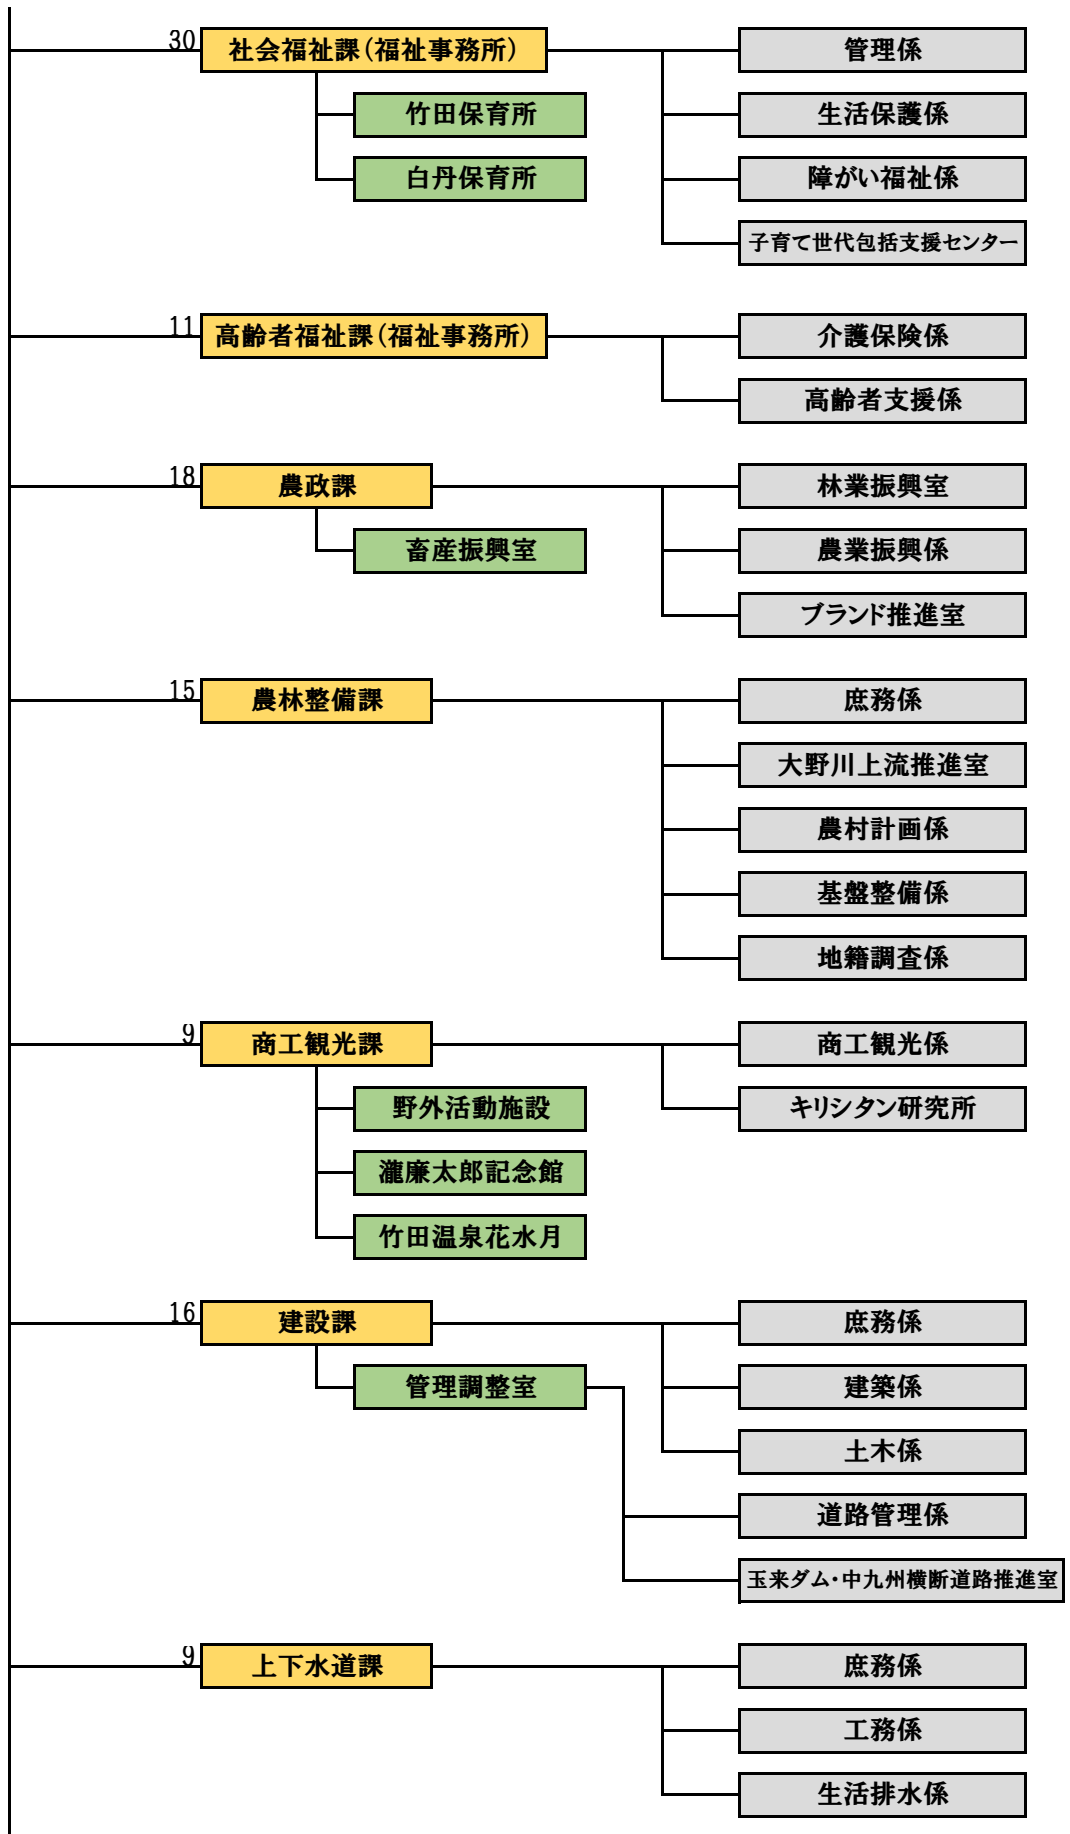 30 社会福祉課(福祉事務所) 管理係
竹田保育所 生活保護係
白丹保育所 障がい福祉係
子育て世代包括支援センター
11 高齢者福祉課(福祉事務所) 介護保険係
高齢者支援係
18 農政課 林業振興室
畜産振興室 農業振興係
ブランド推進室
15 農林整備課 庶務係
大野川上流推進室
農村計画係
基盤整備係
地籍調査係
9 商工観光課 商工観光係
野外活動施設 キリシタン研究所
瀧廉太郎記念館
竹田温泉花水月
16 建設課 庶務係
管理調整室 建築係
土木係
道路管理係
玉来ダム・中九州横断道路推進室
9 上下水道課 庶務係
工務係
生活排水係